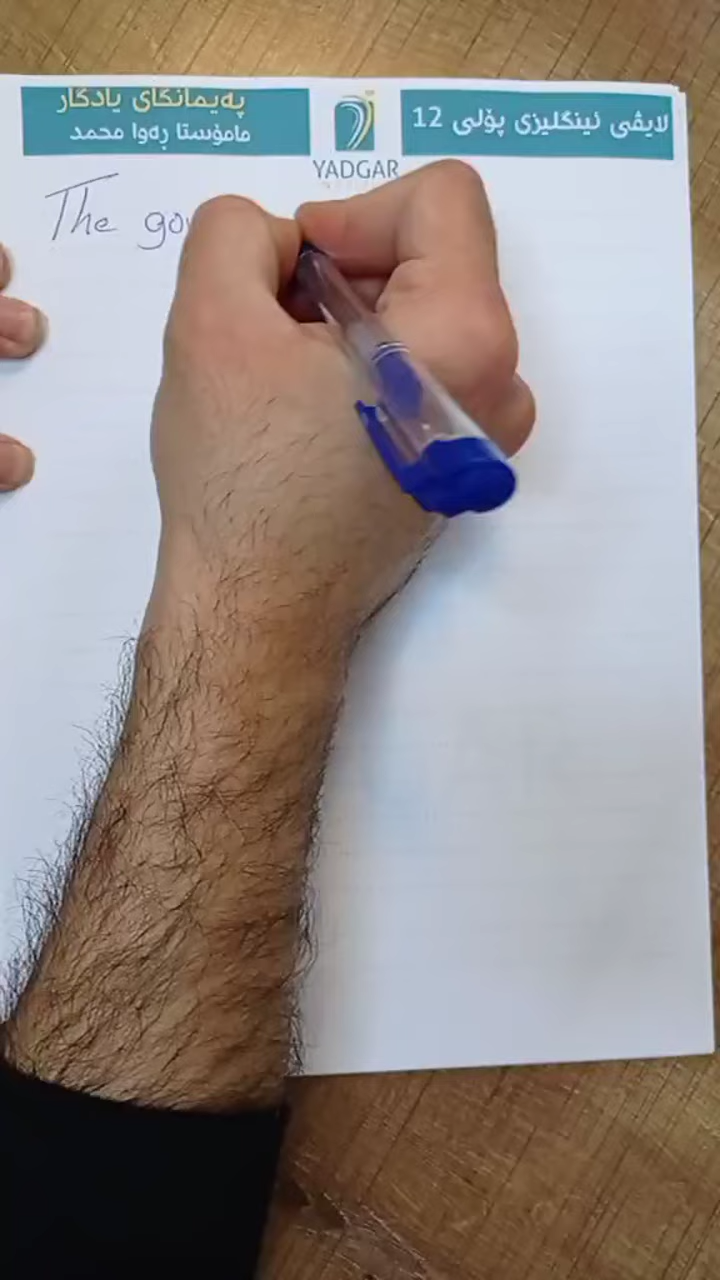 پەیمانگای یادگار
مامۆستا ڕەوا محمد
YADGAR
لایڤی ئینگلیزی پۆلی 12
The